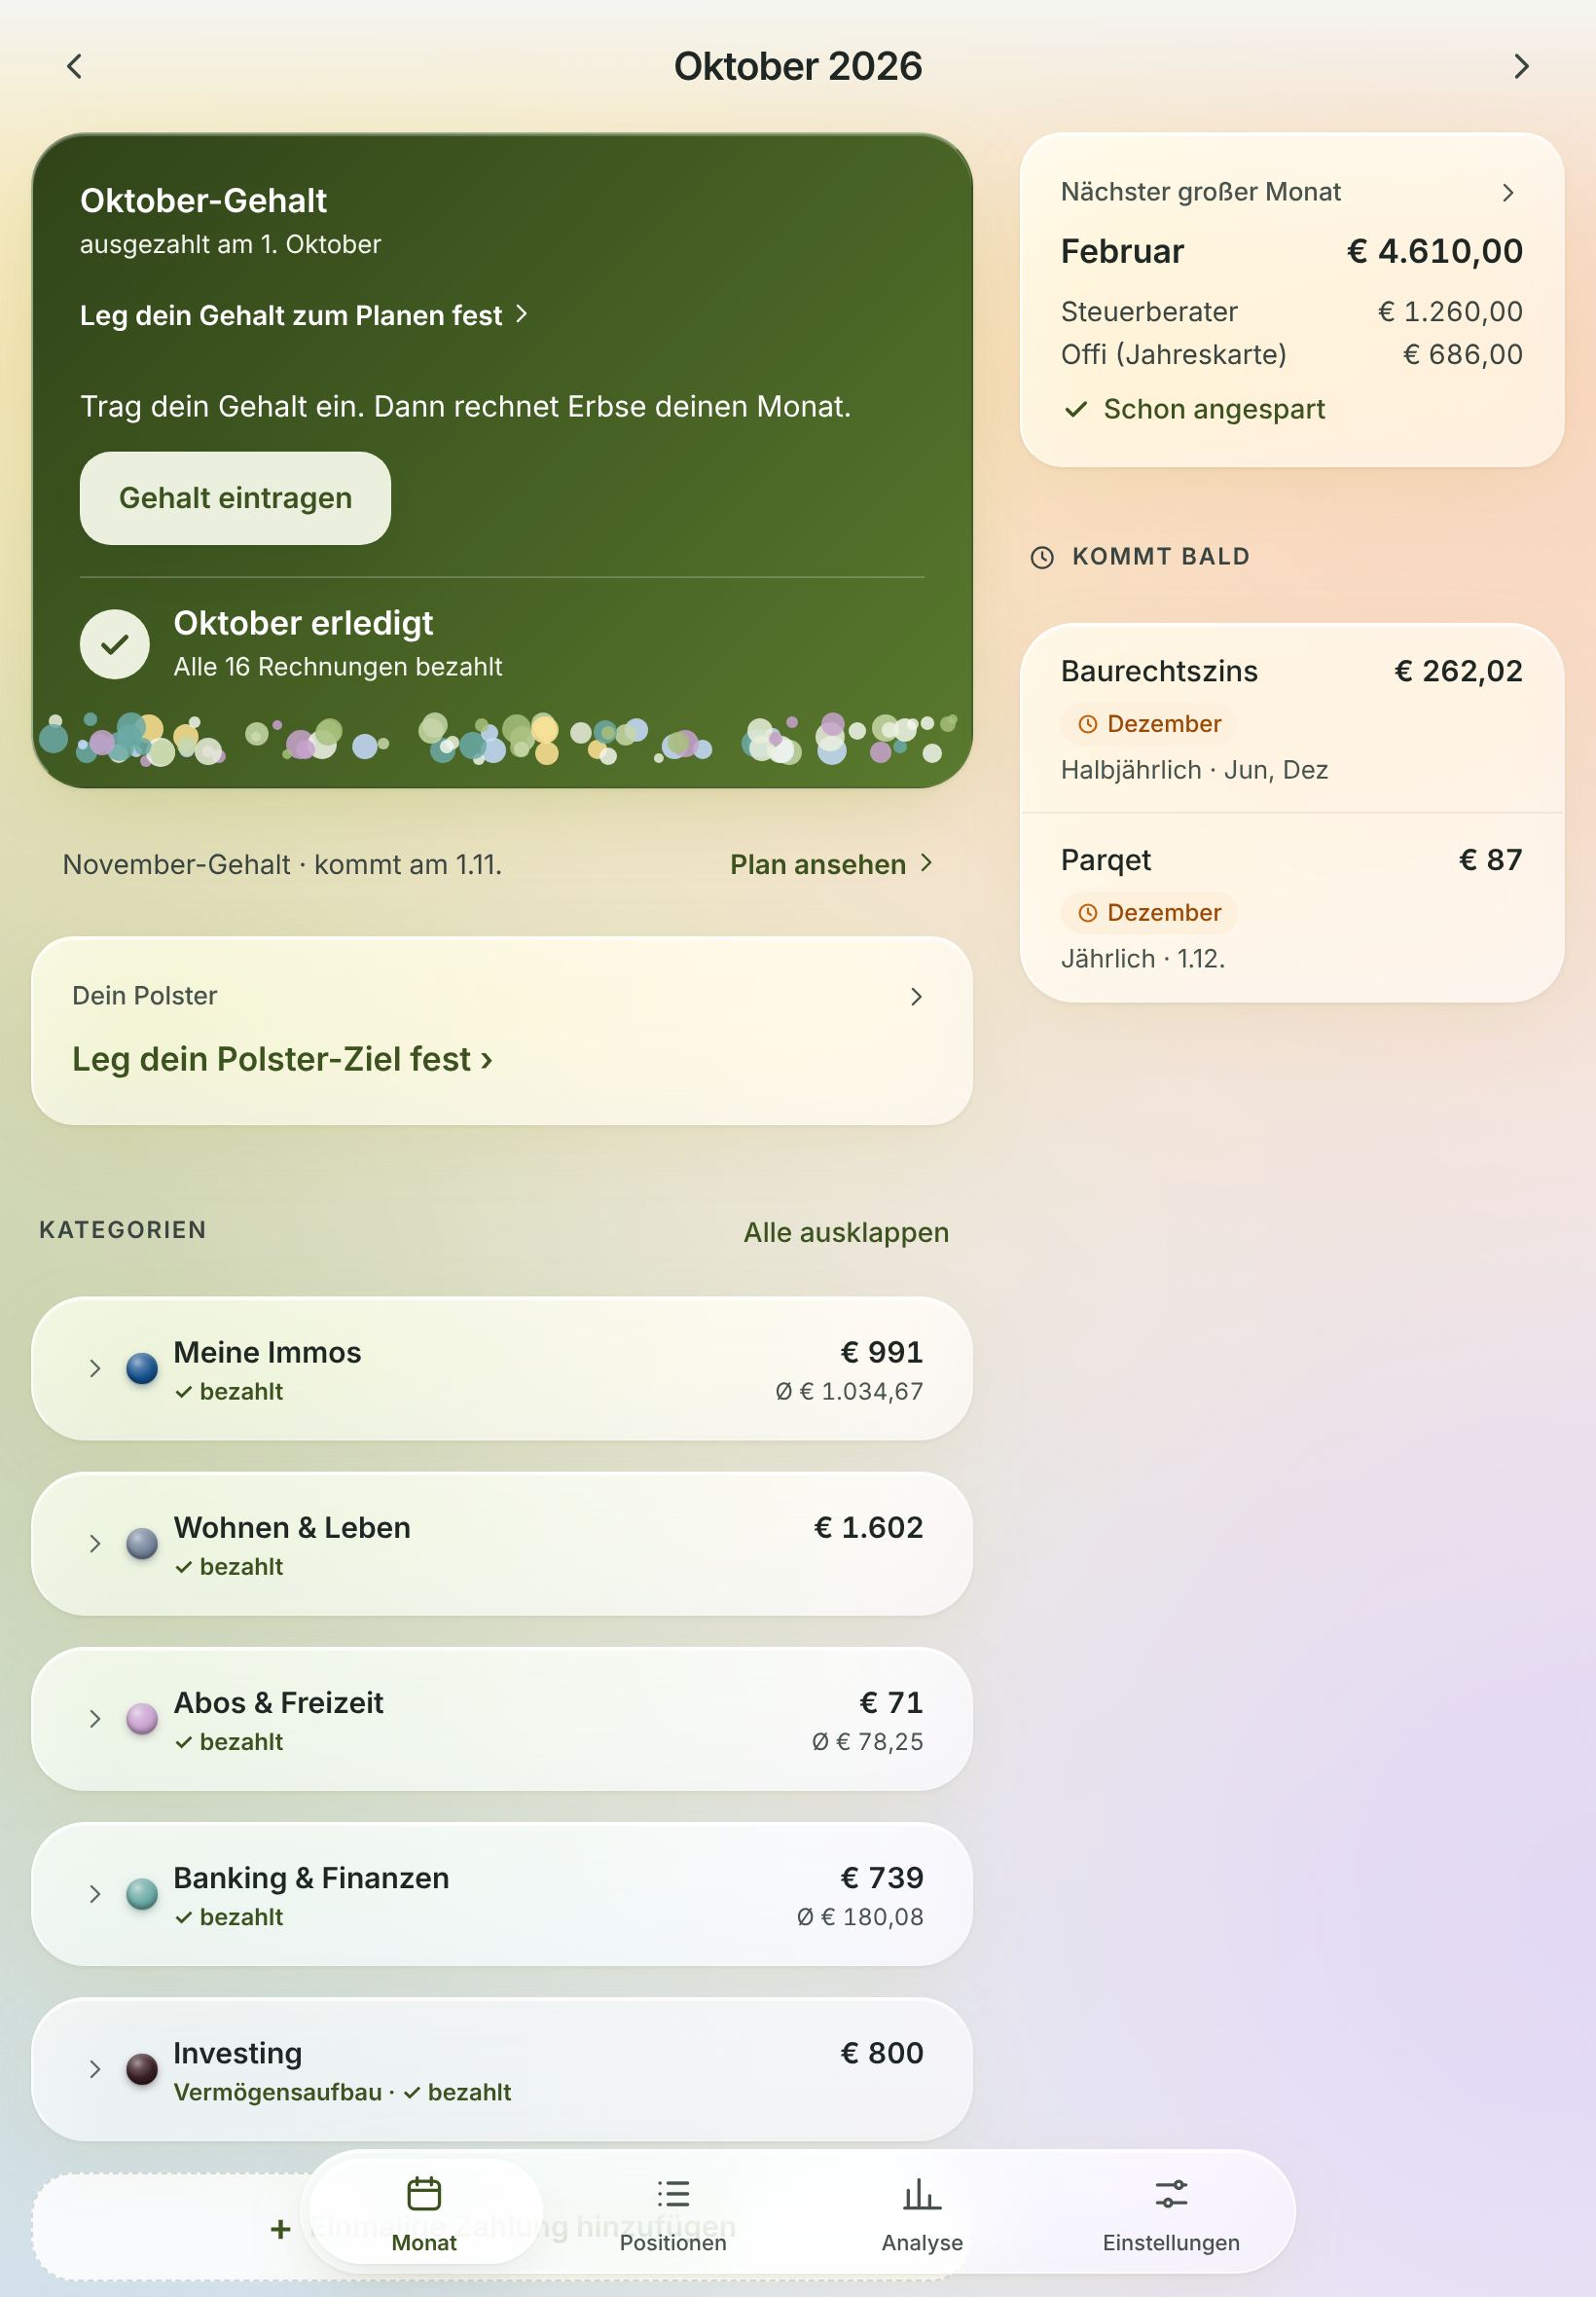 Oktober 2026
Oktober-Gehalt
ausgezahlt am 1. Oktober
Leg dein Gehalt zum Planen fest
Trag dein Gehalt ein. Dann rechnet Erbse deinen Monat.
Gehalt eintragen
Oktober erledigt
Alle 16 Rechnungen bezahlt
November-Gehalt · kommt am 1.11.
Plan ansehen
Dein Polster
Leg dein Polster-Ziel fest ›
Nächster großer Monat
Februar € 4.610,00
Steuerberater € 1.260,00
Offi (Jahreskarte) € 686,00
Schon angespart
KOMMT BALD
Baurechtszins € 262,02
Dezember
Halbjährlich · Jun, Dez
Parqet € 87
Dezember
Jährlich · 1.12.
KATEGORIEN
Alle ausklappen
Meine Immos € 991
✓ bezahlt Ø € 1.034,67
Wohnen & Leben € 1.602
✓ bezahlt
Abos & Freizeit € 71
✓ bezahlt Ø € 78,25
Banking & Finanzen € 739
✓ bezahlt Ø € 180,08
Investing € 800
Vermögensaufbau · ✓ bezahlt
+ Einmalige Zahlung hinzufügen
Monat
Positionen
Analyse
Einstellungen